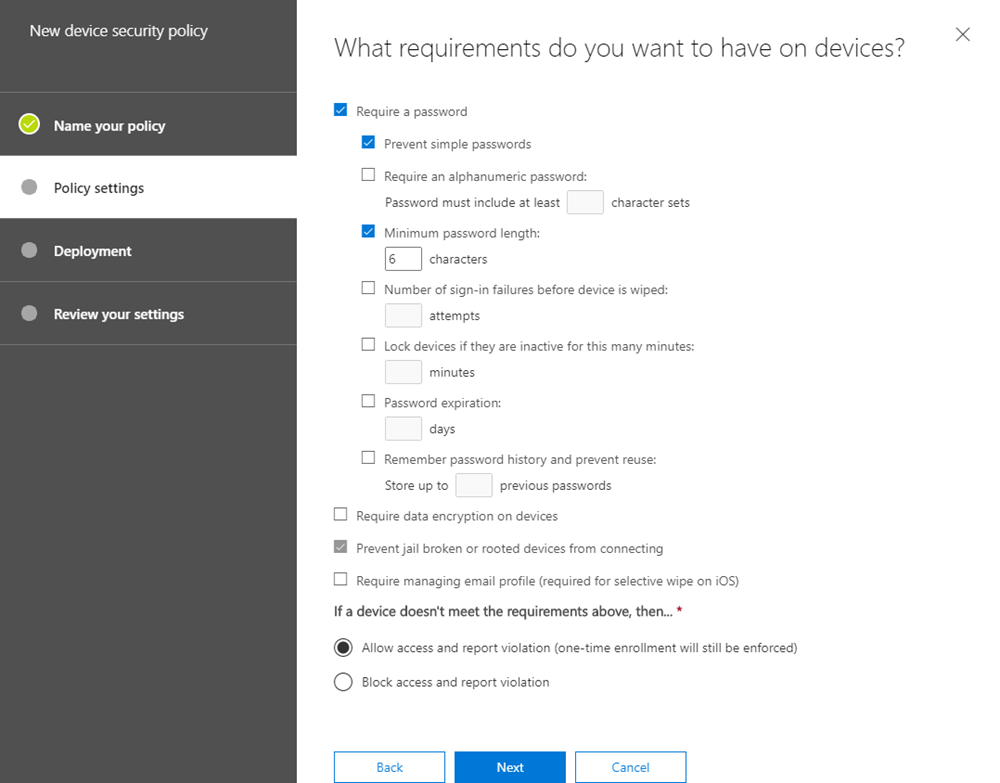 New device security policy
Name your policy
Policy settings
Deployment
Review your settings
What requirements do you want to have on devices?
Require a password
Prevent simple passwords
Require an alphanumeric password:
Password must include at least character sets
Minimum password length:
6 characters
Number of sign-in failures before device is wiped:
attempts
Lock devices if they are inactive for this many minutes:
minutes
Password expiration:
days
Remember password history and prevent reuse:
Store up to previous passwords
Require data encryption on devices
Prevent jail broken or rooted devices from connecting
Require managing email profile (required for selective wipe on iOS)
If a device doesn't meet the requirements above, then... *
Allow access and report violation (one-time enrollment will still be enforced)
Block access and report violation
Back Next Cancel